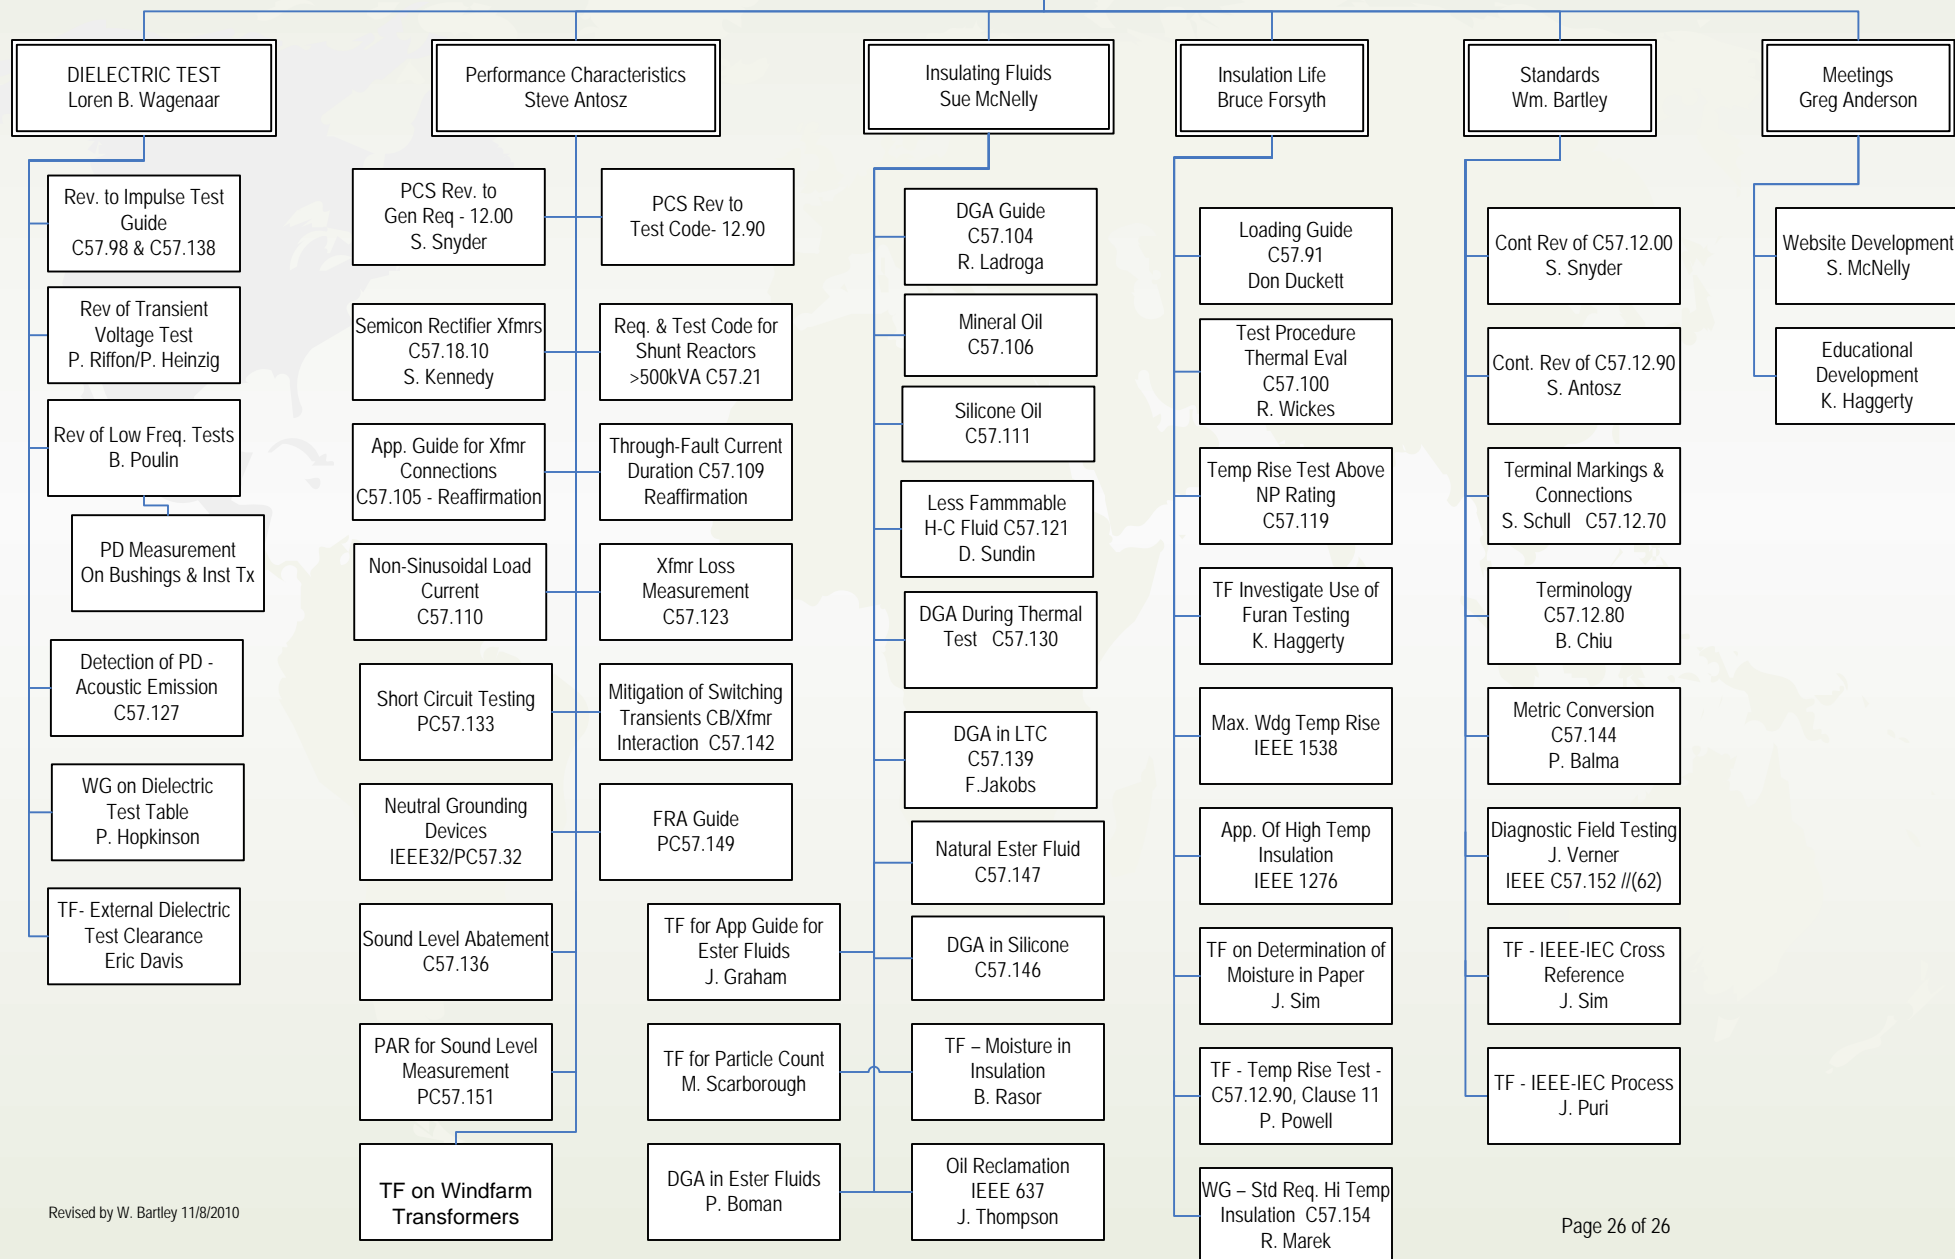 DIELECTRIC TEST
Loren B. Wagenaar
Performance Characteristics
Steve Antosz
Insulating Fluids
Sue McNelly
Insulation Life
Bruce Forsyth
Standards
Wm. Bartley
Meetings
Greg Anderson
Rev. to Impulse Test
Guide
C57.98 & C57.138
Rev of Transient
Voltage Test
P. Riffon/P. Heinzig
Rev of Low Freq. Tests
B. Poulin
PD Measurement
On Bushings & Inst Tx
Detection of PD -
Acoustic Emission
C57.127
WG on Dielectric
Test Table
P. Hopkinson
TF- External Dielectric
Test Clearance
Eric Davis
PCS Rev. to
Gen Req - 12.00
S. Snyder
PCS Rev to
Test Code- 12.90
Semicon Rectifier Xfmrs
C57.18.10
S. Kennedy
Req. & Test Code for
Shunt Reactors
>500kVA C57.21
App. Guide for Xfmr
Connections
C57.105 - Reaffirmation
Through-Fault Current
Duration C57.109
Reaffirmation
Non-Sinusoidal Load
Current
C57.110
Xfmr Loss
Measurement
C57.123
Short Circuit Testing
PC57.133
Mitigation of Switching
Transients CB/Xfmr
Interaction C57.142
Neutral Grounding
Devices
IEEE32/PC57.32
FRA Guide
PC57.149
Sound Level Abatement
C57.136
PAR for Sound Level
Measurement
PC57.151
TF on Windfarm
Transformers
DGA Guide
C57.104
R. Ladroga
Mineral Oil
C57.106
Silicone Oil
C57.111
Less Fammmable
H-C Fluid C57.121
D. Sundin
DGA During Thermal
Test C57.130
DGA in LTC
C57.139
F.Jakobs
Natural Ester Fluid
C57.147
TF for App Guide for
Ester Fluids
J. Graham
DGA in Silicone
C57.146
TF for Particle Count
M. Scarborough
TF – Moisture in
Insulation
B. Rasor
DGA in Ester Fluids
P. Boman
Oil Reclamation
IEEE 637
J. Thompson
Loading Guide
C57.91
Don Duckett
Test Procedure
Thermal Eval
C57.100
R. Wickes
Temp Rise Test Above
NP Rating
C57.119
TF Investigate Use of
Furan Testing
K. Haggerty
Max. Wdg Temp Rise
IEEE 1538
App. Of High Temp
Insulation
IEEE 1276
TF on Determination of
Moisture in Paper
J. Sim
TF - Temp Rise Test -
C57.12.90, Clause 11
P. Powell
WG – Std Req. Hi Temp
Insulation C57.154
R. Marek
Cont Rev of C57.12.00
S. Snyder
Cont. Rev of C57.12.90
S. Antosz
Terminal Markings &
Connections
S. Schull C57.12.70
Terminology
C57.12.80
B. Chiu
Metric Conversion
C57.144
P. Balma
Diagnostic Field Testing
J. Verner
IEEE C57.152 //(62)
TF - IEEE-IEC Cross
Reference
J. Sim
TF - IEEE-IEC Process
J. Puri
Website Development
S. McNelly
Educational
Development
K. Haggerty
Revised by W. Bartley 11/8/2010
Page 26 of 26